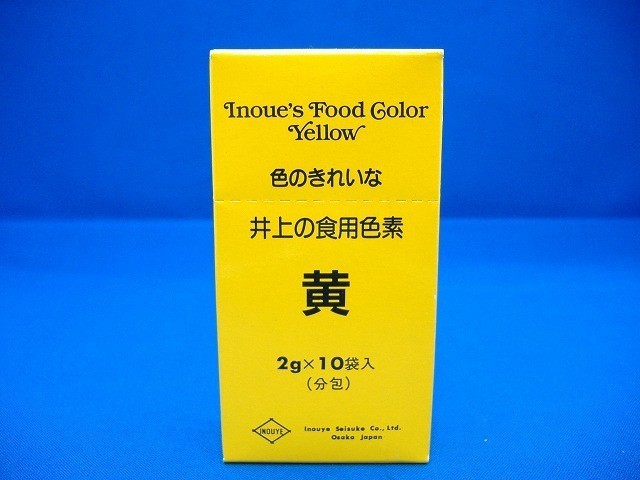 Inoue's Food Color
Yellow
色のきれいな
井上の食用色素
黄
2g×10袋入
(分包)
INOUYE
Inouye Seisuke Co., Ltd.
Osaka Japan